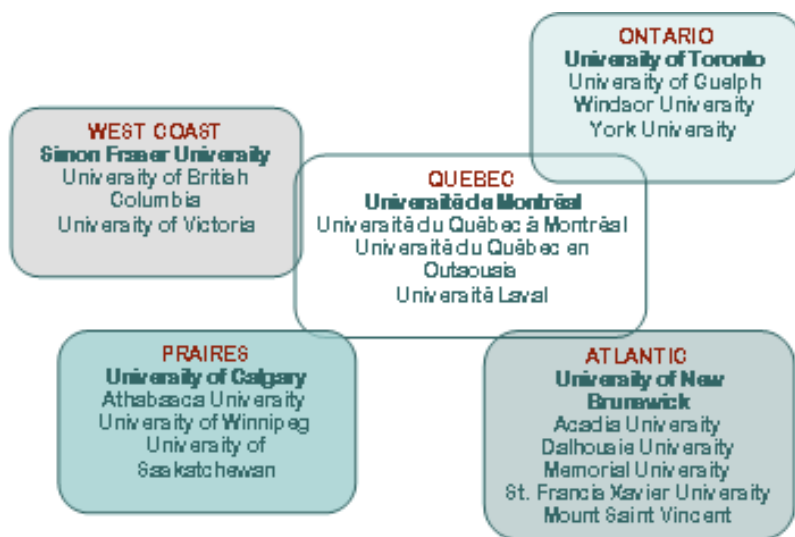 ONTARIO
University of Toronto
University of Guelph
Windsor University
York University
WEST COAST
Simon Fraser University
University of British
Columbia
University of Victoria
QUEBEC
Université de Montréal
Université du Québec à Montréal
Université du Québec en
Outaouais
Université Laval
PRAIRES
University of Calgary
Athabasca University
University of Winnipeg
University of
Saskatchewan
ATLANTIC
University of New
Brunswick
Acadia University
Dalhousie University
Memorial University
St. Francis Xavier University
Mount Saint Vincent